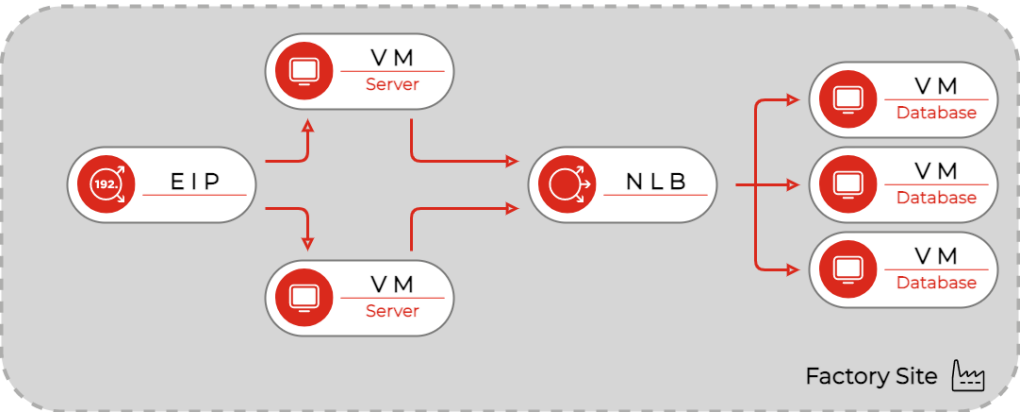 VM
Server
EIP
192.
VM
Server
NLB
VM
Database
VM
Database
VM
Database
Factory Site